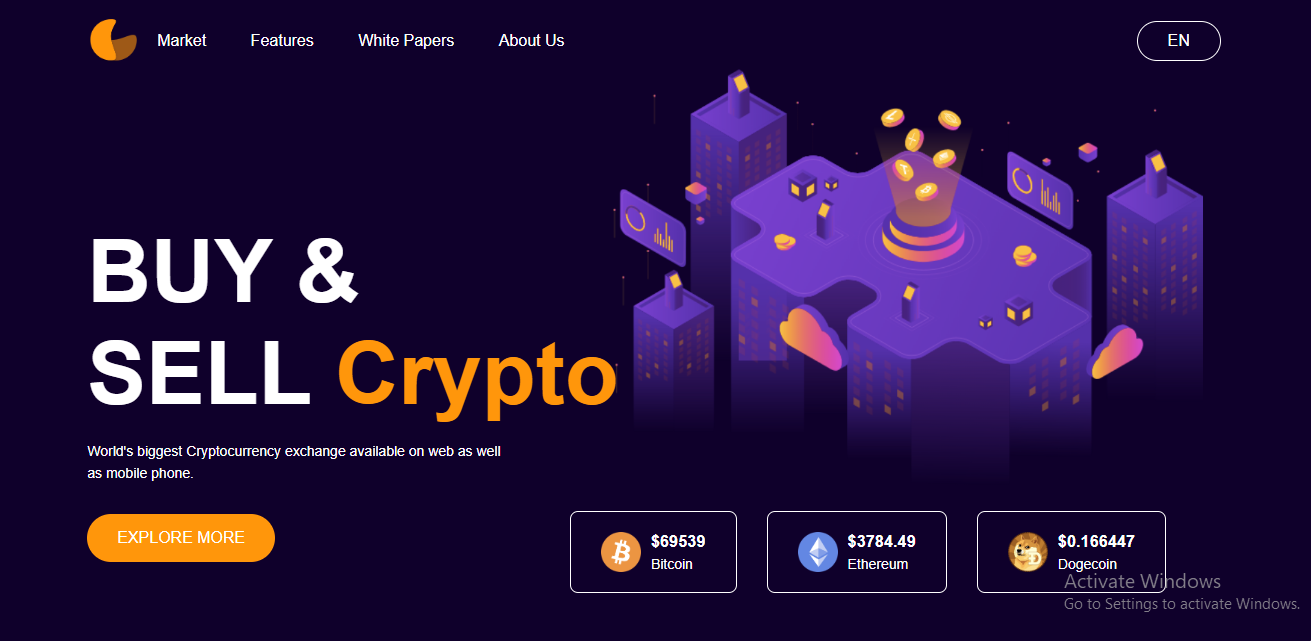 Market
Features
White Papers
About Us
EN
BUY &
SELL Crypto
World's biggest Cryptocurrency exchange available on web as well
as mobile phone.
EXPLORE MORE
$69539
Bitcoin
$3784.49
Ethereum
$0.166447
Dogecoin
Activate Windows
Go to Settings to activate Windows.